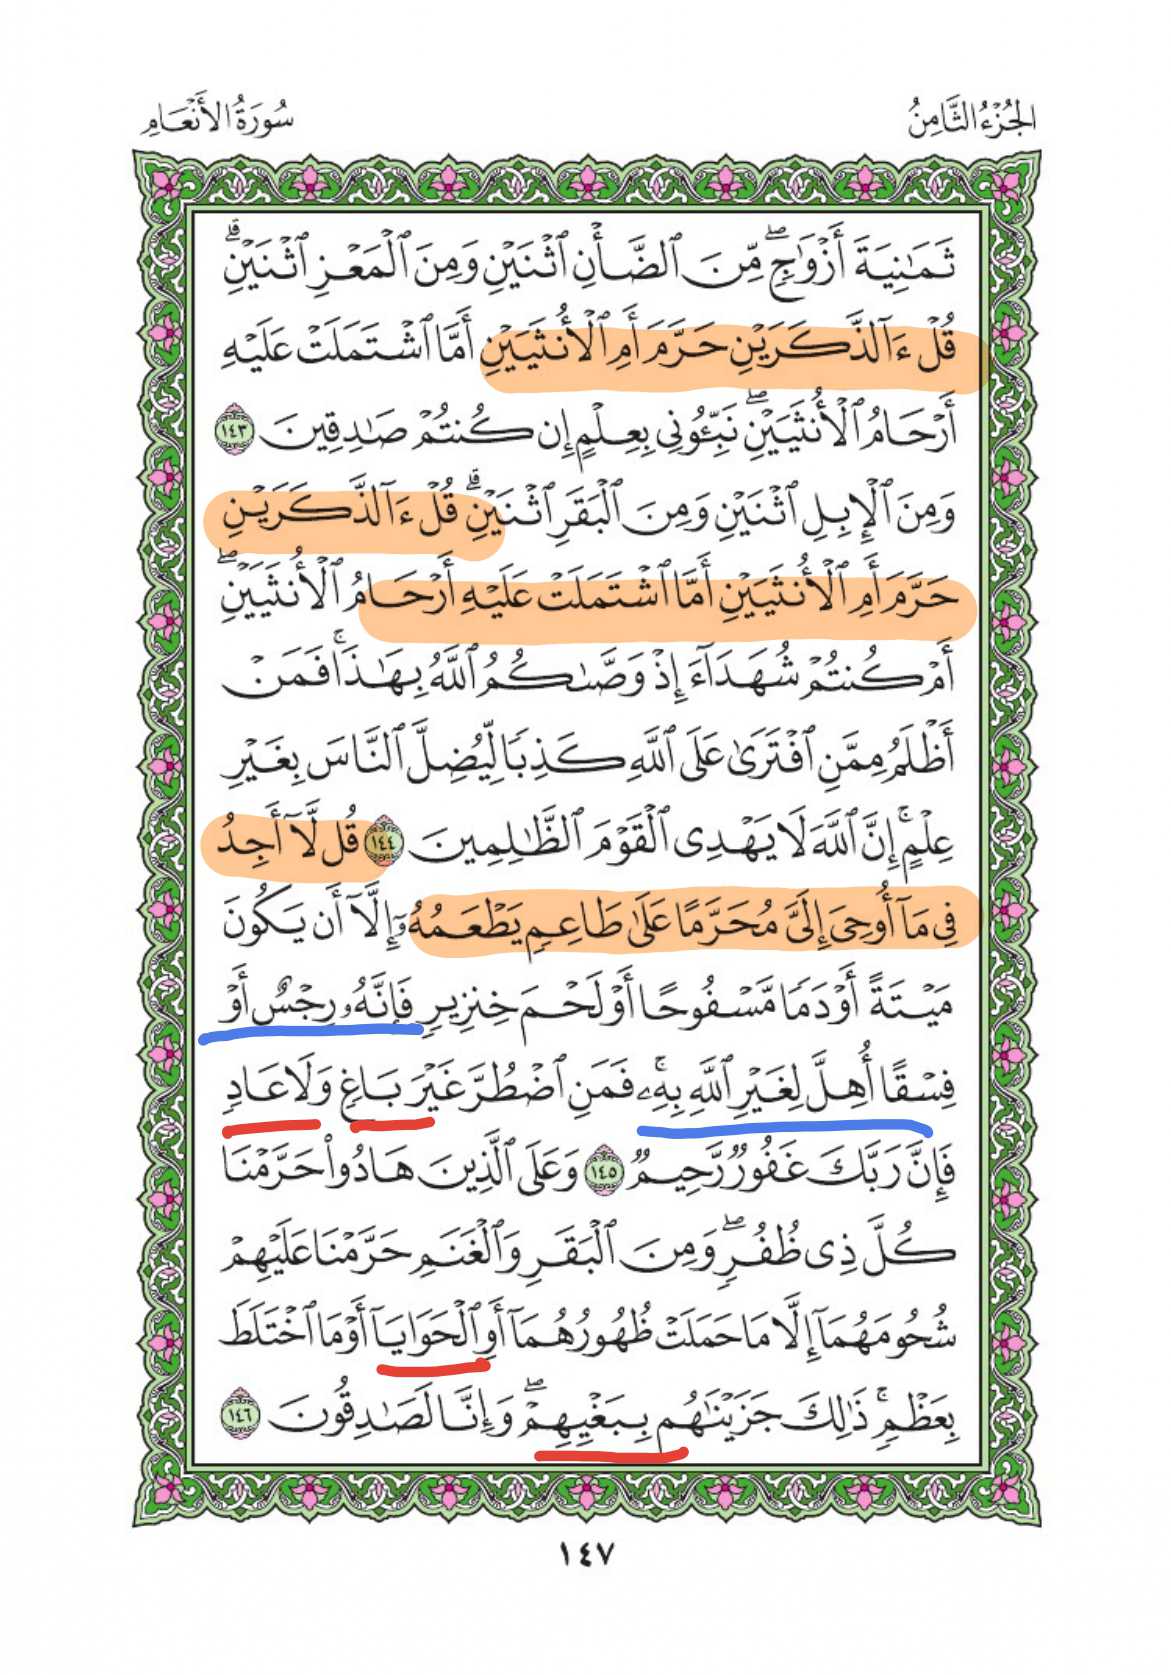 الجُزْءُ الثَّامِنُ
سُورَةُ الأَنْعَامِ
ثَمَٰنِيَةَ أَزْوَٰجٍۖ مِّنَ ٱلضَّأْنِ ٱثْنَيْنِ وَمِنَ ٱلْمَعْزِ ٱثْنَيْنِۗ
قُلْ ءَآلذَّكَرَيْنِ حَرَّمَ أَمِ ٱلْأُنثَيَيْنِ أَمَّا ٱشْتَمَلَتْ عَلَيْهِ
أَرْحَامُ ٱلْأُنثَيَيْنِۖ نَبِّـُٔونِى بِعِلْمٍ إِن كُنتُمْ صَٰدِقِينَ ١٤٣
وَمِنَ ٱلْإِبِلِ ٱثْنَيْنِ وَمِنَ ٱلْبَقَرِ ٱثْنَيْنِۗ قُلْ ءَآلذَّكَرَيْنِ
حَرَّمَ أَمِ ٱلْأُنثَيَيْنِ أَمَّا ٱشْتَمَلَتْ عَلَيْهِ أَرْحَامُ ٱلْأُنثَيَيْنِۖ
أَمْ كُنتُمْ شُهَدَآءَ إِذْ وَصَّىٰكُمُ ٱللَّهُ بِهَٰذَاۚ فَمَنْ
أَظْلَمُ مِمَّنِ ٱفْتَرَىٰ عَلَى ٱللَّهِ كَذِبًا لِّيُضِلَّ ٱلنَّاسَ بِغَيْرِ
عِلْمٍۚ إِنَّ ٱللَّهَ لَا يَهْدِى ٱلْقَوْمَ ٱلظَّٰلِمِينَ ١٤٤ قُل لَّآ أَجِدُ
فِى مَآ أُوحِىَ إِلَىَّ مُحَرَّمًا عَلَىٰ طَاعِمٍ يَطْعَمُهُۥٓ إِلَّآ أَن يَكُونَ
مَيْتَةً أَوْ دَمًا مَّسْفُوحًا أَوْ لَحْمَ خِنزِيرٍ فَإِنَّهُۥ رِجْسٌ أَوْ
فِسْقًا أُهِلَّ لِغَيْرِ ٱللَّهِ بِهِۦۚ فَمَنِ ٱضْطُرَّ غَيْرَ بَاغٍ وَلَا عَادٍ
فَإِنَّ رَبَّكَ غَفُورٌ رَّحِيمٌ ١٤٥ وَعَلَى ٱلَّذِينَ هَادُوا۟ حَرَّمْنَا
كُلَّ ذِى ظُفُرٍۖ وَمِنَ ٱلْبَقَرِ وَٱلْغَنَمِ حَرَّمْنَا عَلَيْهِمْ
شُحُومَهُمَآ إِلَّا مَا حَمَلَتْ ظُهُورُهُمَآ أَوِ ٱلْحَوَايَآ أَوْ مَا ٱخْتَلَطَ
بِعَظْمٍۚ ذَٰلِكَ جَزَيْنَٰهُم بِبَغْيِهِمْۖ وَإِنَّا لَصَٰدِقُونَ ١٤٦
١٤٧